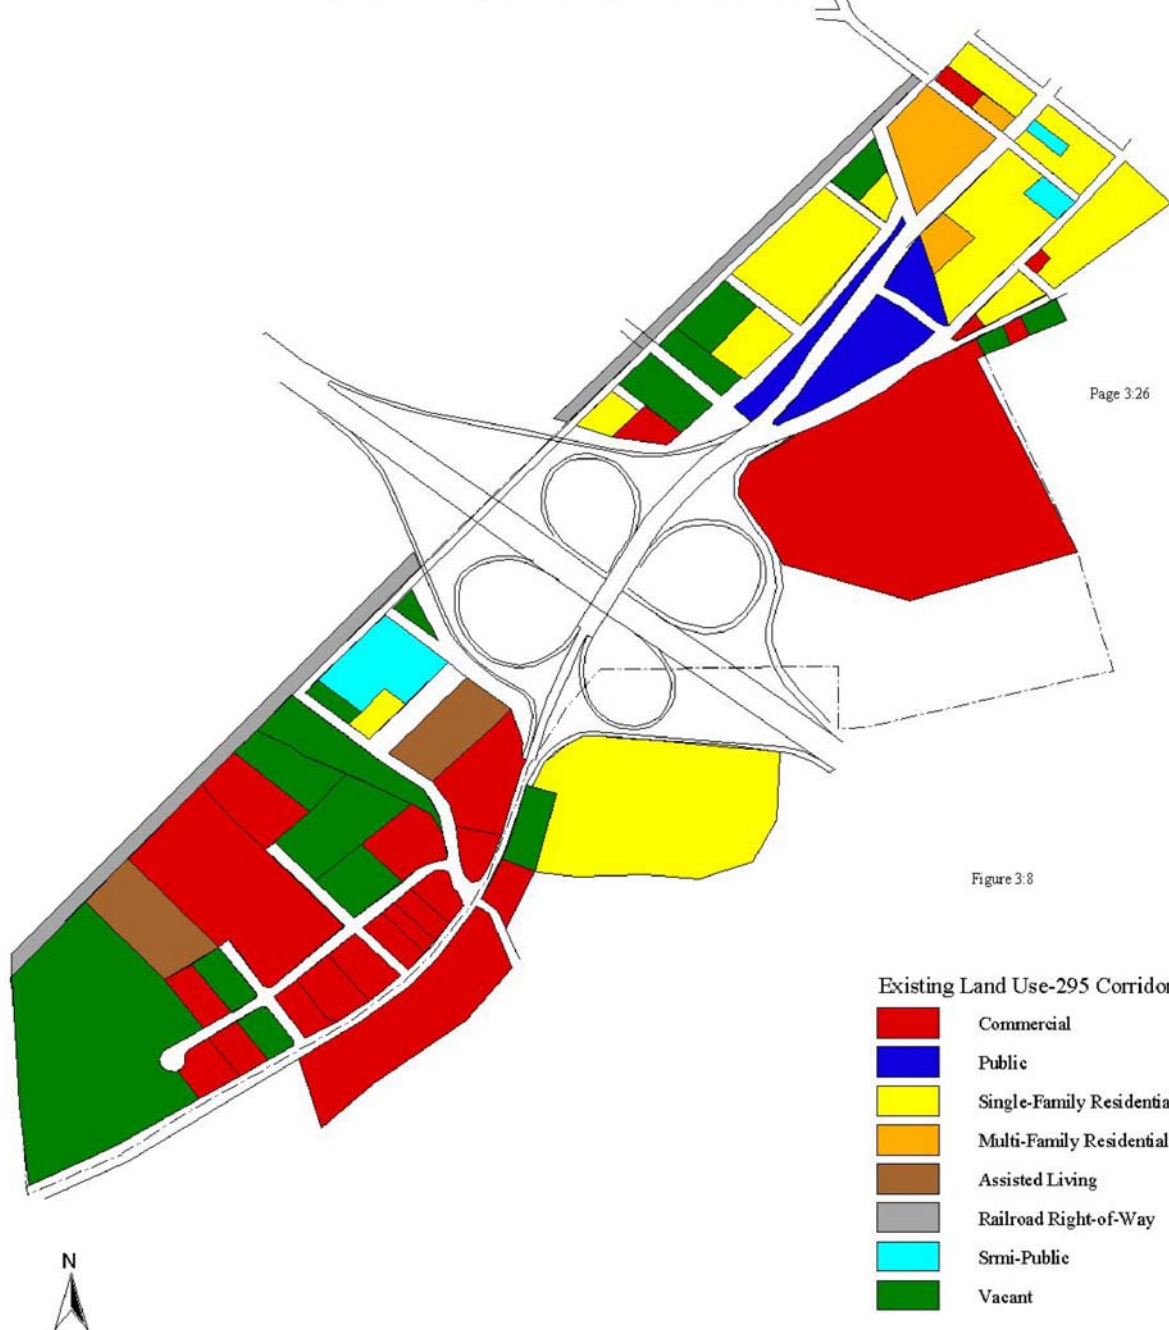 Page 3:26
Figure 3:8
Existing Land Use-295 Corridor
Commercial
Public
Single-Family Residentia
Multi-Family Residential
Assisted Living
Railroad Right-of-Way
Srmi-Public
Vacant
N